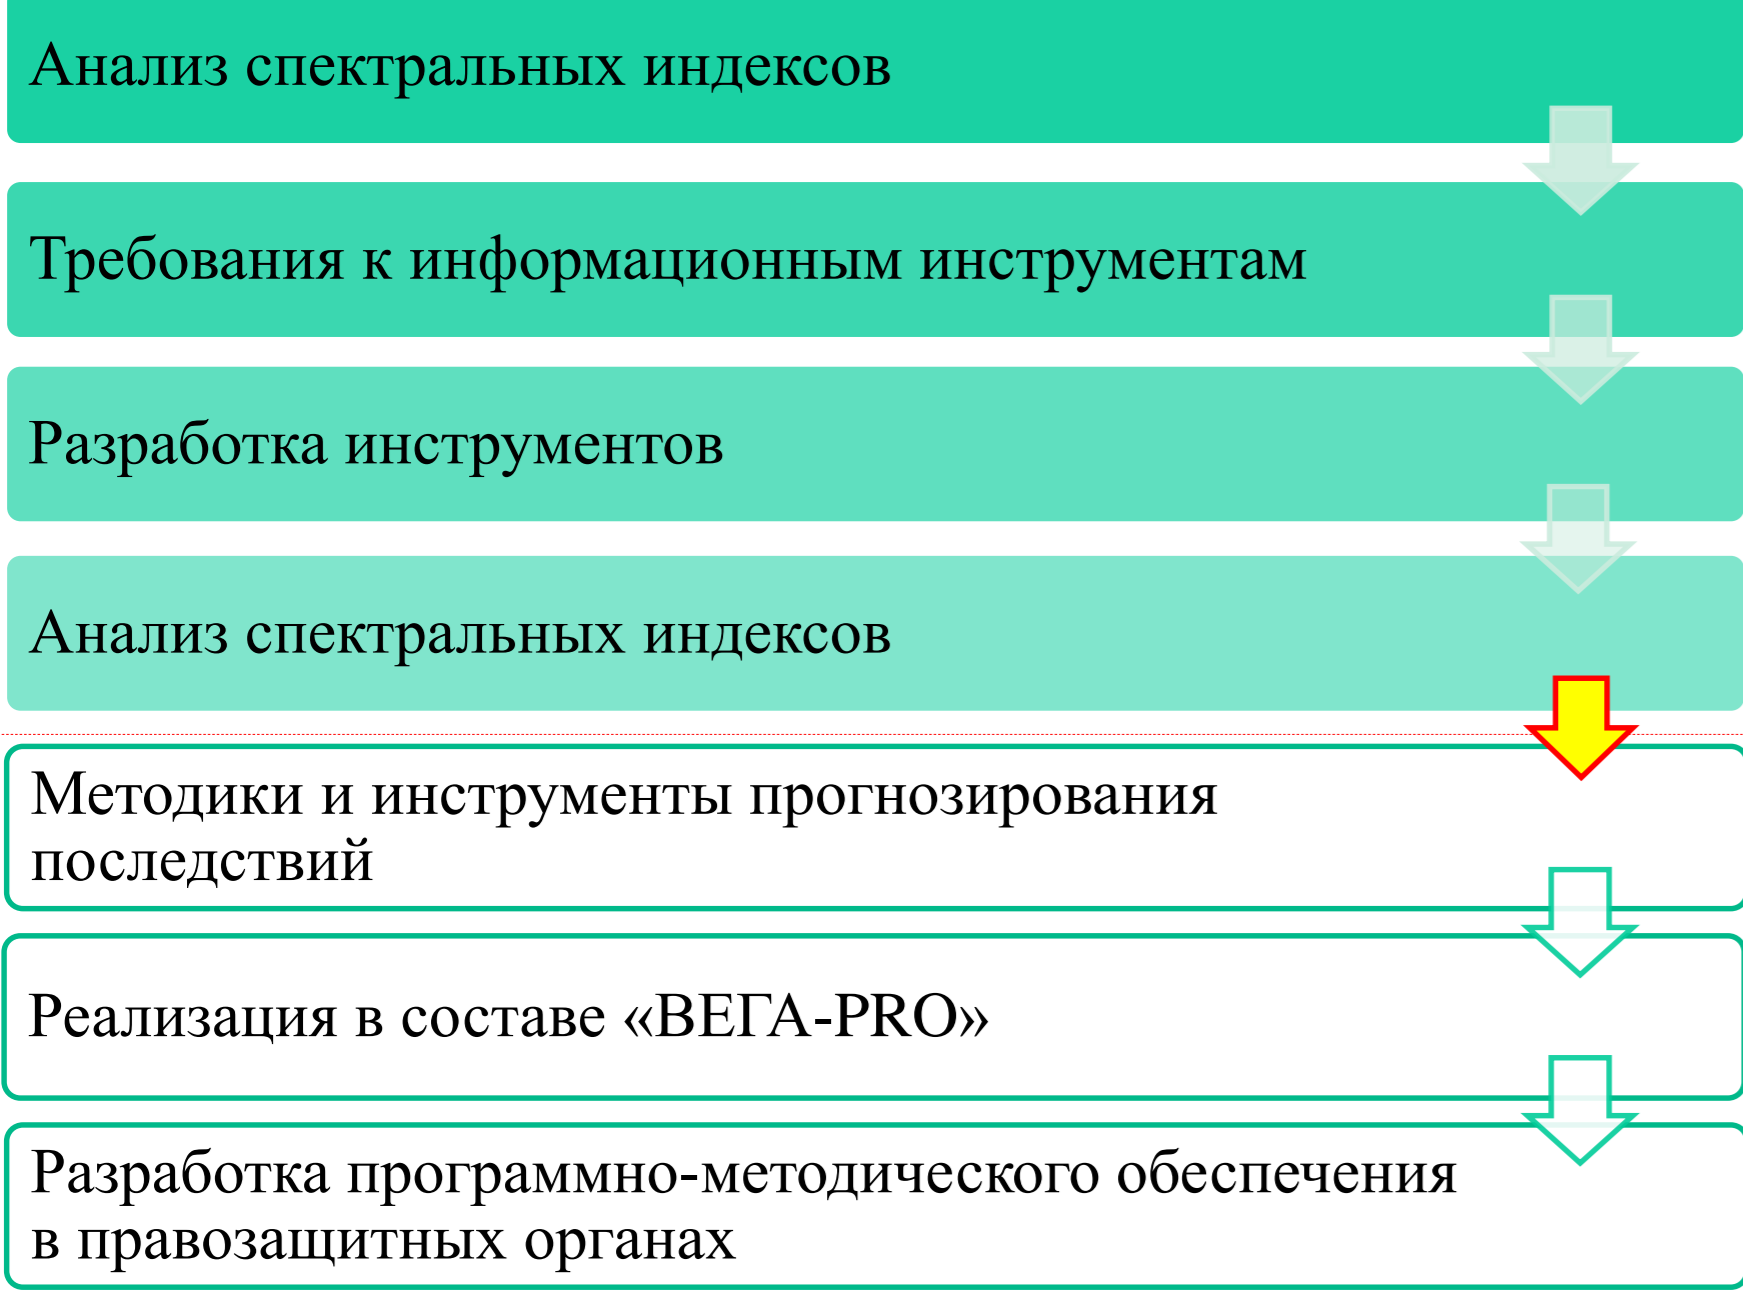 Анализ спектральных индексов
Требования к информационным инструментам
Разработка инструментов
Анализ спектральных индексов
Методики и инструменты прогнозирования
последствий
Реализация в составе «ВЕГА-PRO»
Разработка программно-методического обеспечения
в правозащитных органах